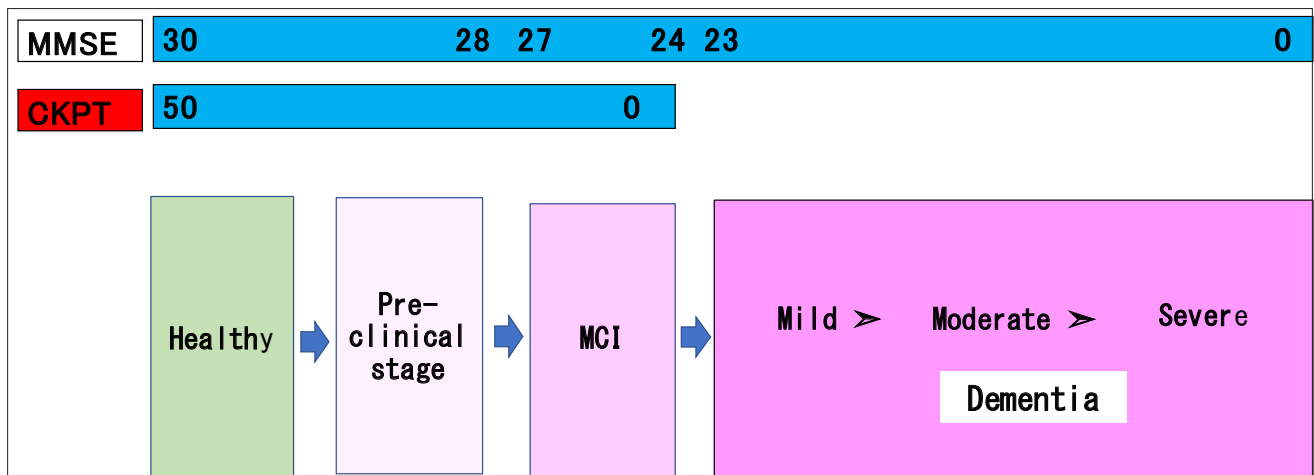 MMSE 30 28 27 24 23 0
CKPT 50 0
Healthy
Pre-
clinical
stage
MCI
Mild ➢ Moderate ➢ Severe
Dementia